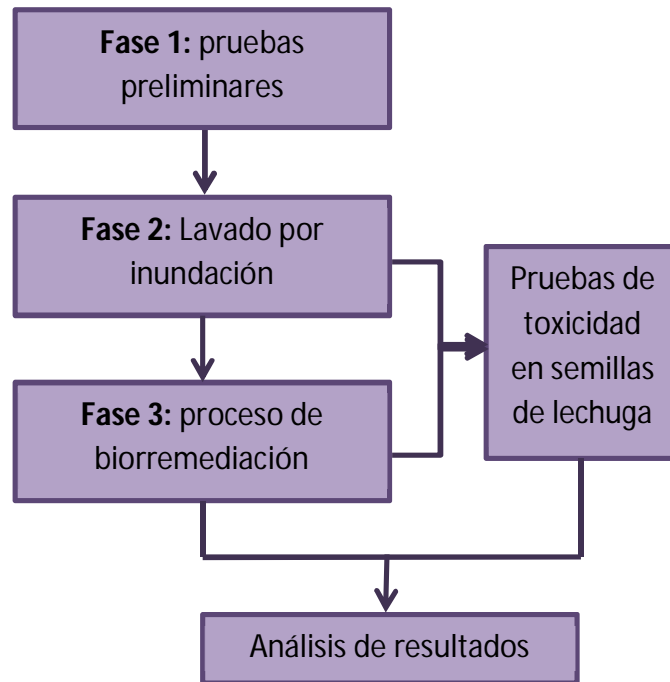 Fase 1: pruebas
preliminares
Fase 2: Lavado por
inundación
Pruebas de
toxicidad
en semillas
de lechuga
Fase 3: proceso de
biorremediación
Análisis de resultados